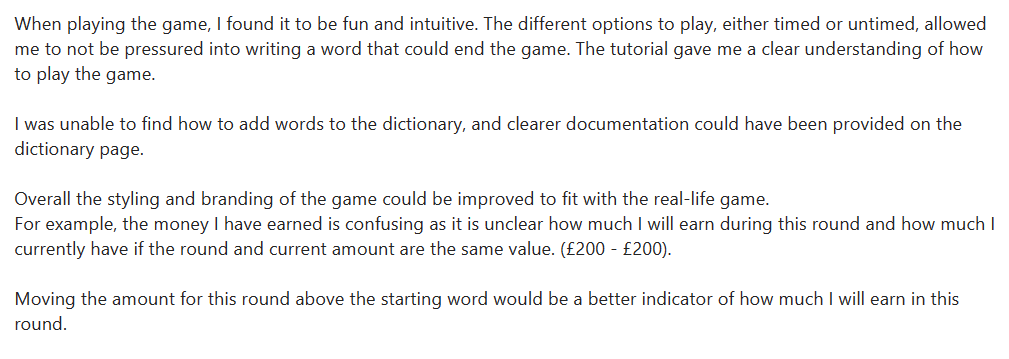 When playing the game, I found it to be fun and intuitive. The different options to play, either timed or untimed, allowed
me to not be pressured into writing a word that could end the game. The tutorial gave me a clear understanding of how
to play the game.
I was unable to find how to add words to the dictionary, and clearer documentation could have been provided on the
dictionary page.
Overall the styling and branding of the game could be improved to fit with the real-life game.
For example, the money I have earned is confusing as it is unclear how much I will earn during this round and how much I
currently have if the round and current amount are the same value. (£200 - £200).
Moving the amount for this round above the starting word would be a better indicator of how much I will earn in this
round.